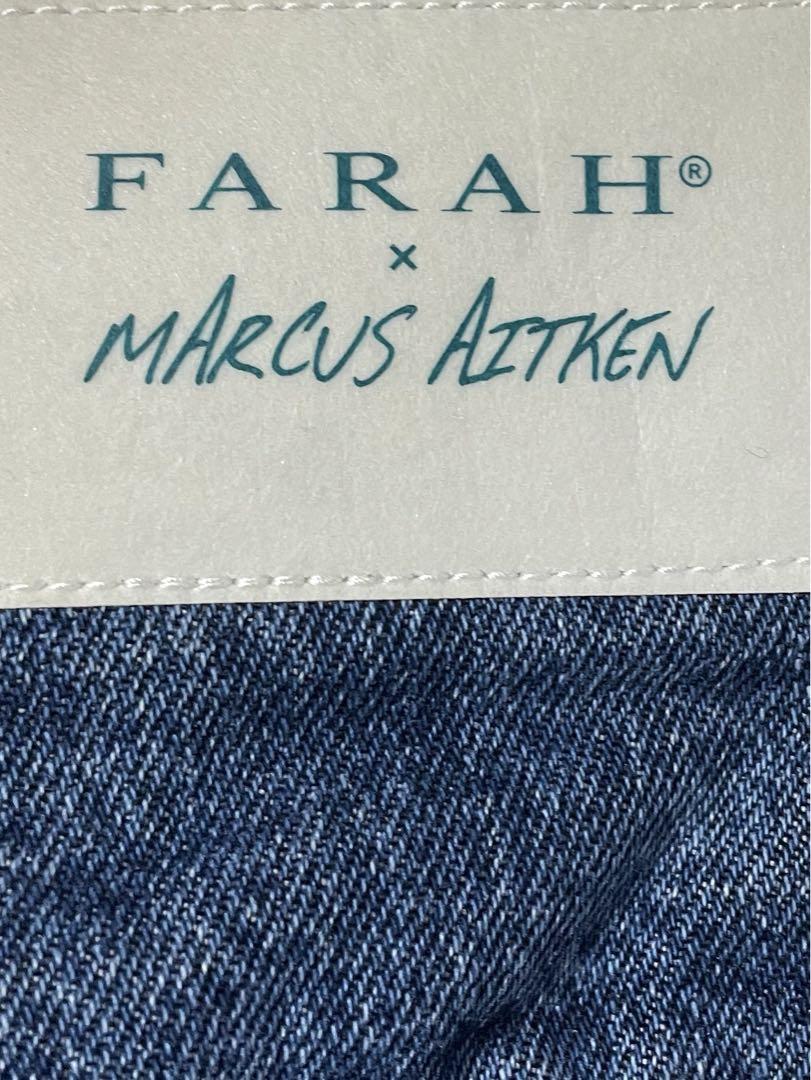 FARAH®
×
MARCUS AITKEN